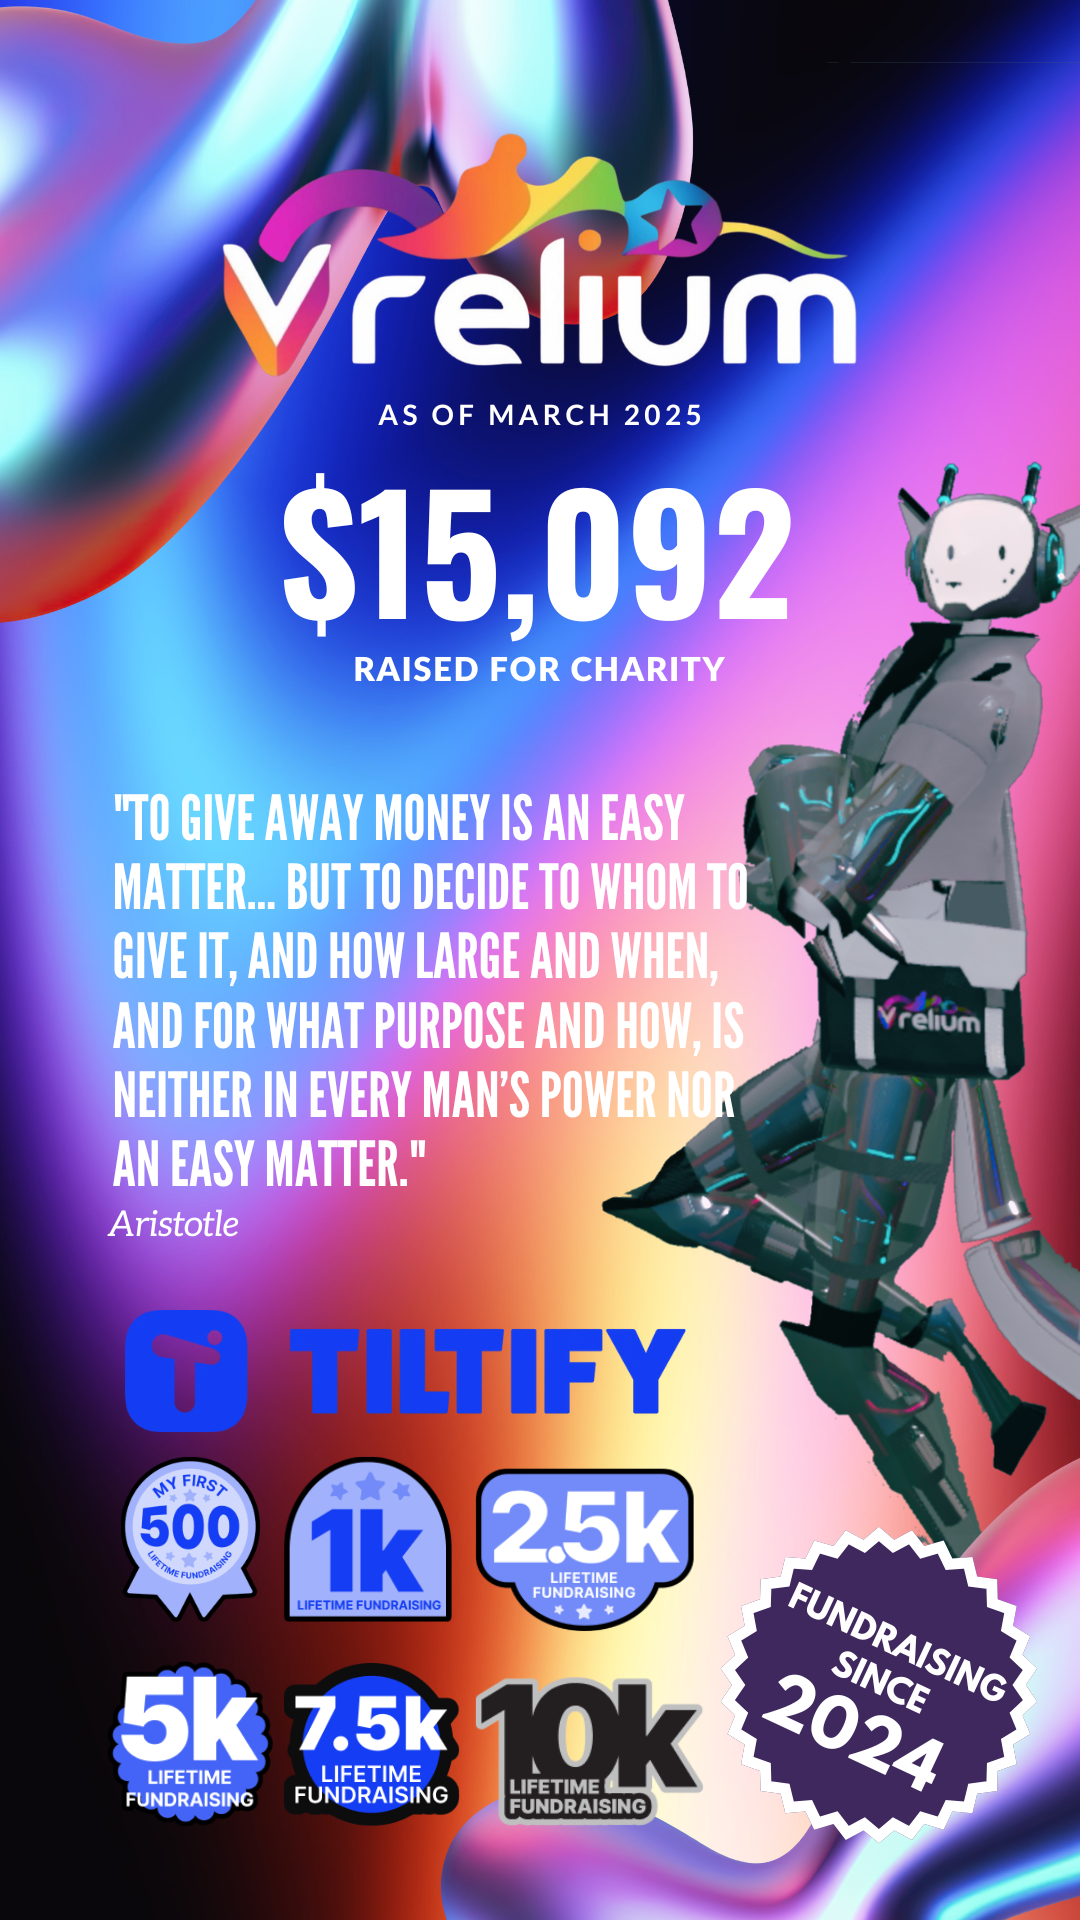 Vrelium
AS OF MARCH 2025
$15,092
RAISED FOR CHARITY
"TO GIVE AWAY MONEY IS AN EASY
MATTER... BUT TO DECIDE TO WHOM TO
GIVE IT, AND HOW LARGE AND WHEN,
AND FOR WHAT PURPOSE AND HOW, IS
NEITHER IN EVERY MAN’S POWER NOR
AN EASY MATTER."
Aristotle
Vrelium
T TILTIFY
MY FIRST
500
LIFETIME FUNDRAISING
1k
LIFETIME FUNDRAISING
2.5k
LIFETIME
FUNDRAISING
5k
LIFETIME
FUNDRAISING
7.5k
LIFETIME
FUNDRAISING
10k
LIFETIME
FUNDRAISING
FUNDRAISING
SINCE
2024